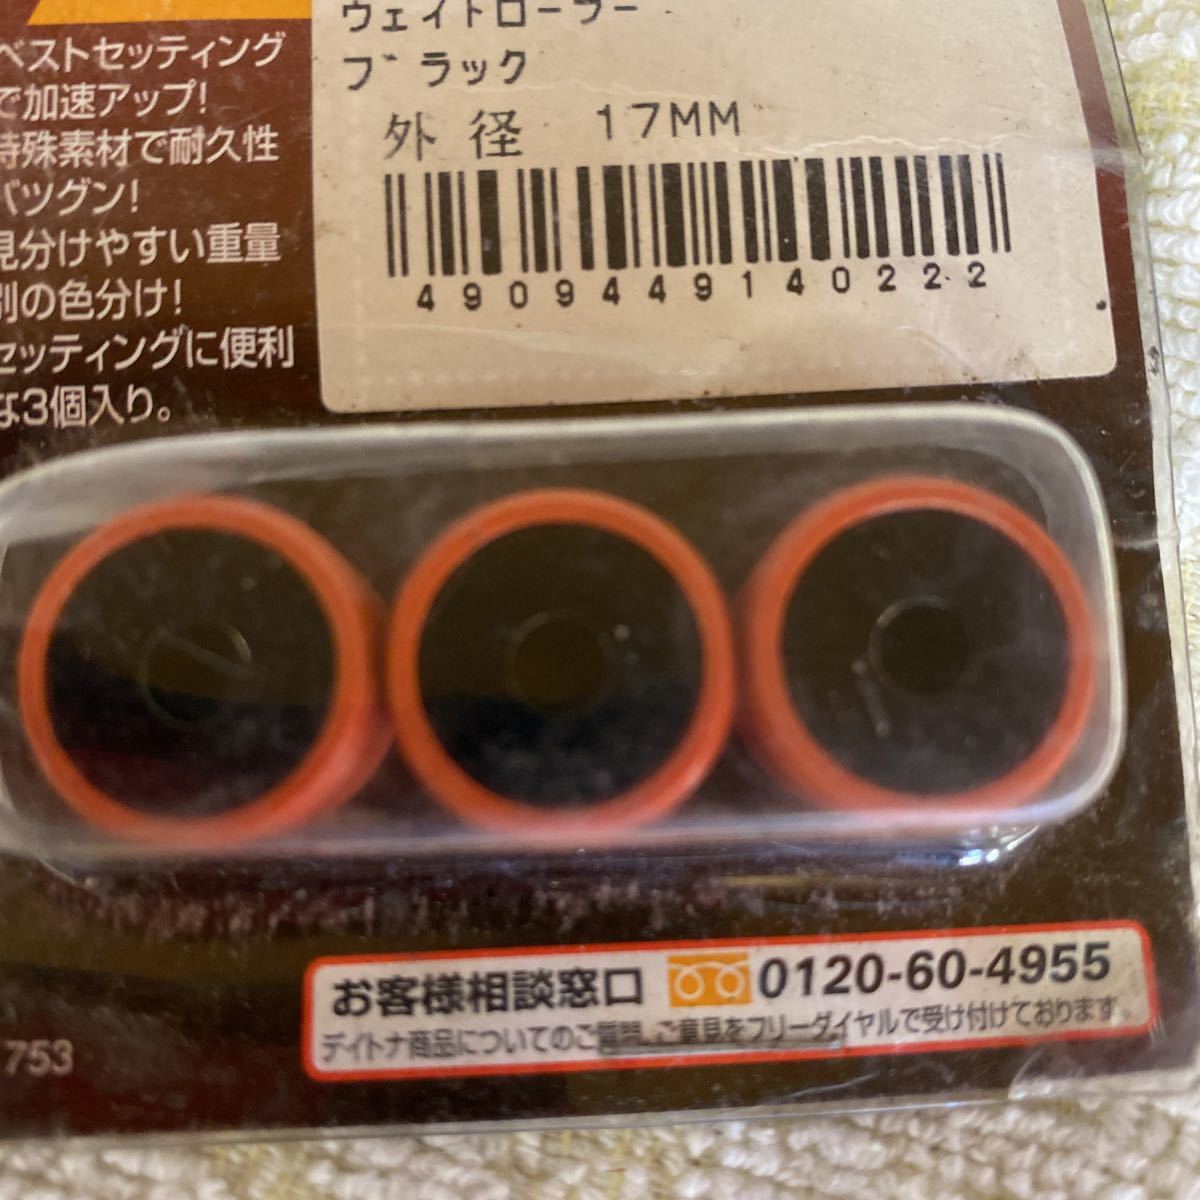 ウェイトローラー
ブラック
外径 17MM
4909449140222
ベストセッティング
で加速アップ!
特殊素材で耐久性
バツグン!
見分けやすい重量
別の色分け!
セッティングに便利
な3個入り。
お客様相談窓口 0120-60-4955
デイトナ商品についてのご質問、ご意見をフリーダイヤルで受け付けております。
753